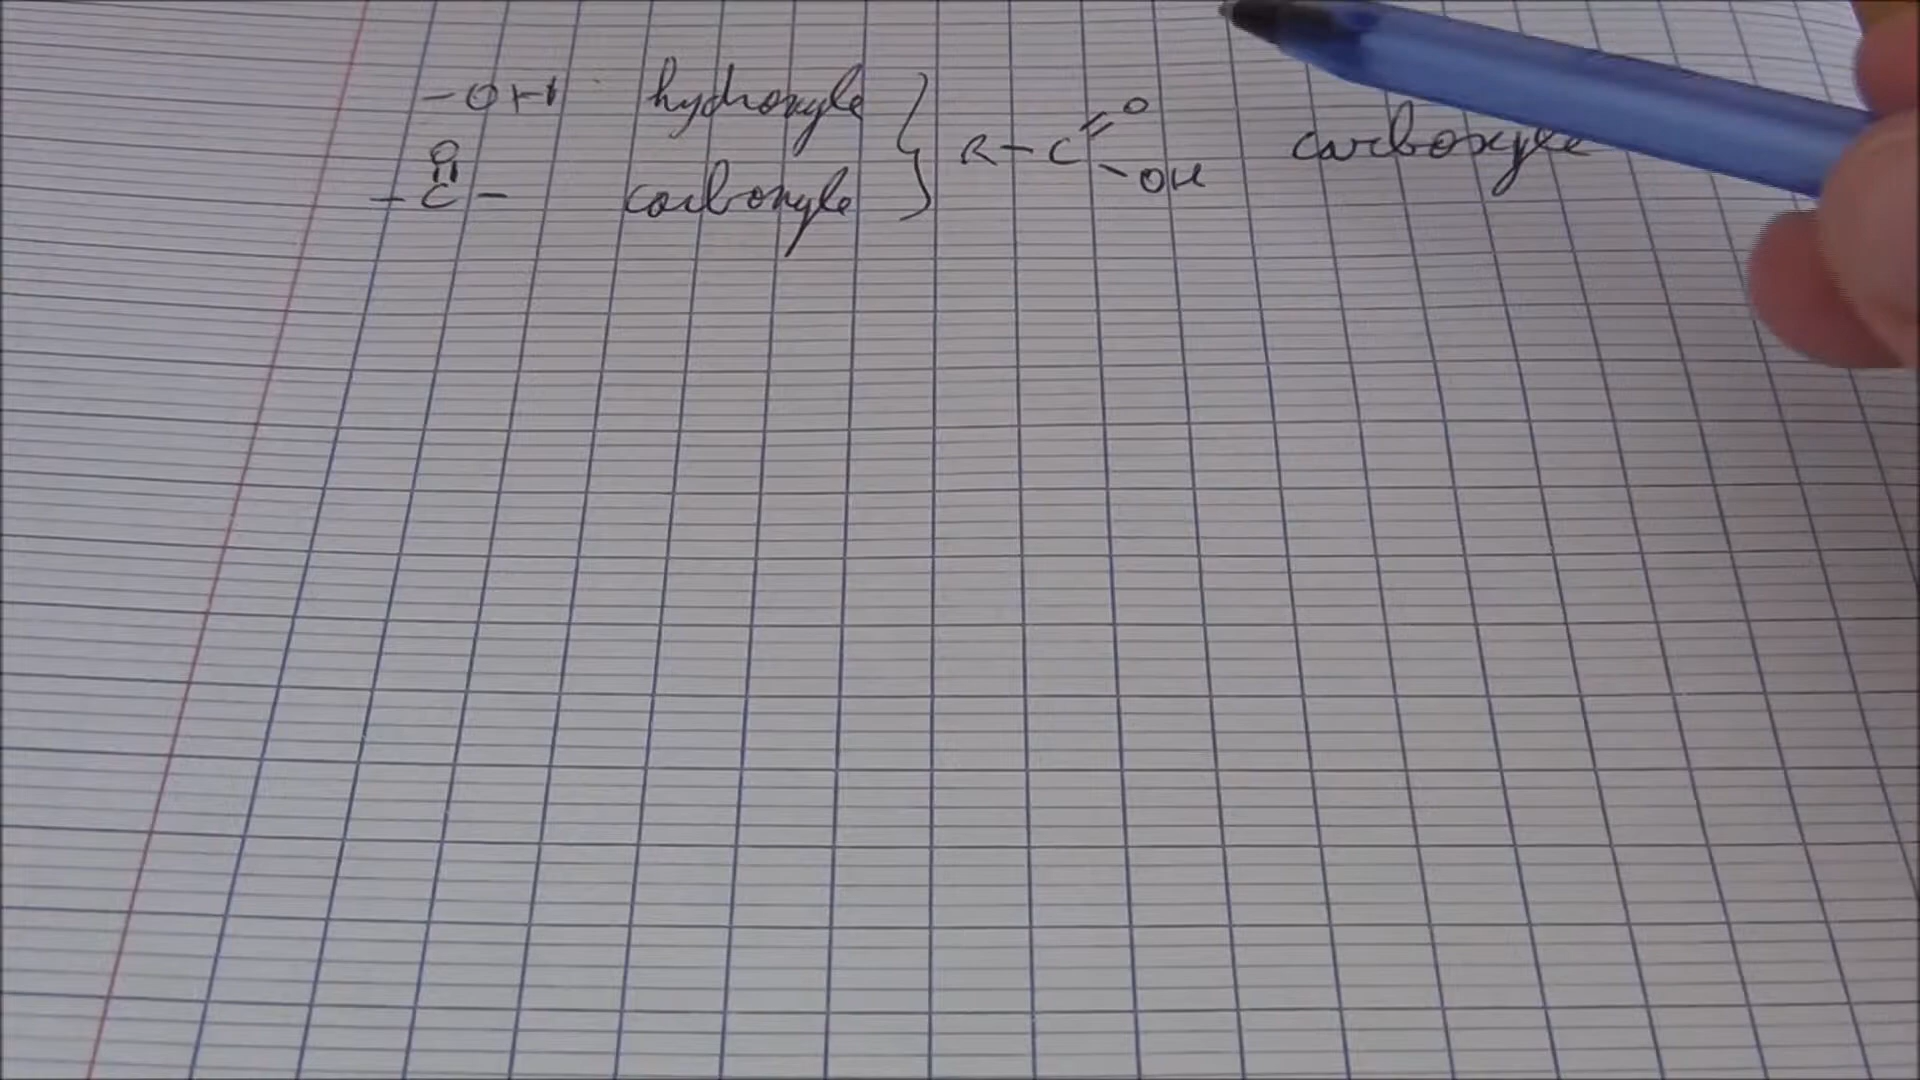 -OH hydroxyle
O
-C- carbonyle
R-C=O
-OH carboxyle